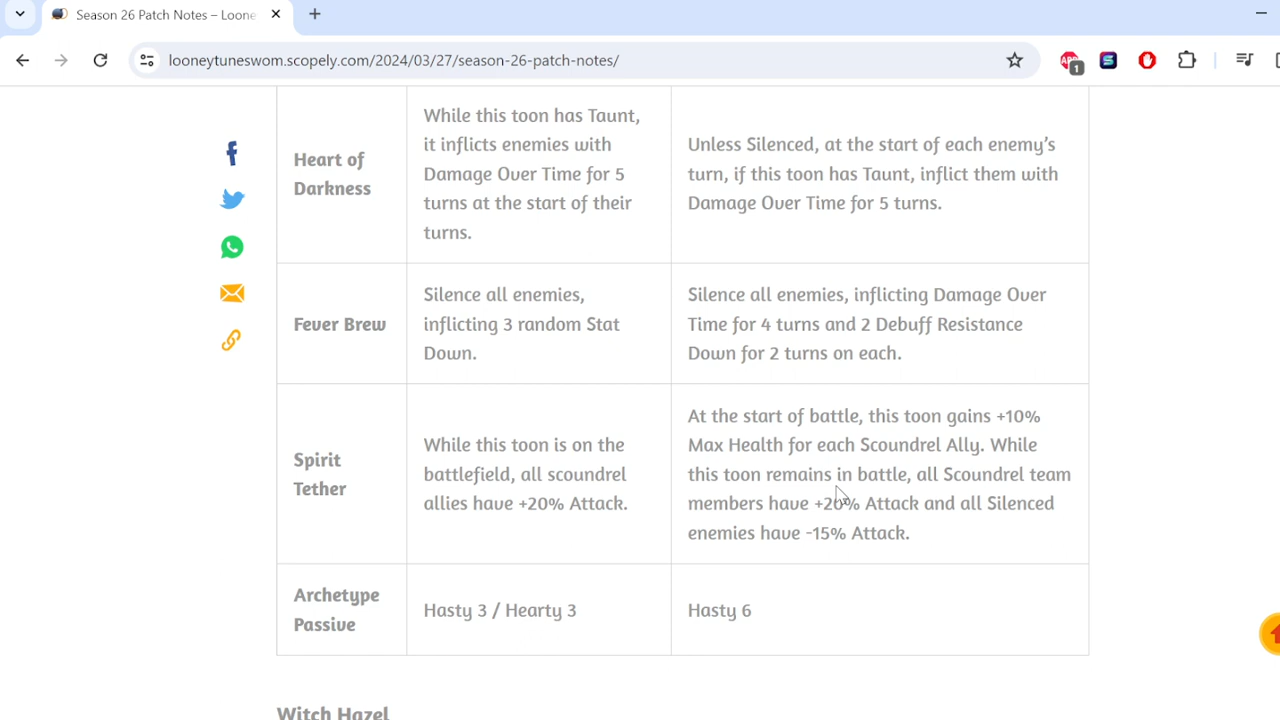 Season 26 Patch Notes – Loone
looneytuneswom.scopely.com/2024/03/27/season-26-patch-notes/
1
Heart of
Darkness
While this toon has Taunt,
it inflicts enemies with
Damage Over Time for 5
turns at the start of their
turns.
Unless Silenced, at the start of each enemy’s
turn, if this toon has Taunt, inflict them with
Damage Over Time for 5 turns.
Fever Brew
Silence all enemies,
inflicting 3 random Stat
Down.
Silence all enemies, inflicting Damage Over
Time for 4 turns and 2 Debuff Resistance
Down for 2 turns on each.
Spirit
Tether
While this toon is on the
battlefield, all scoundrel
allies have +20% Attack.
At the start of battle, this toon gains +10%
Max Health for each Scoundrel Ally. While
this toon remains in battle, all Scoundrel team
members have +20% Attack and all Silenced
enemies have -15% Attack.
Archetype
Passive
Hasty 3 / Hearty 3
Hasty 6
Witch Hazel